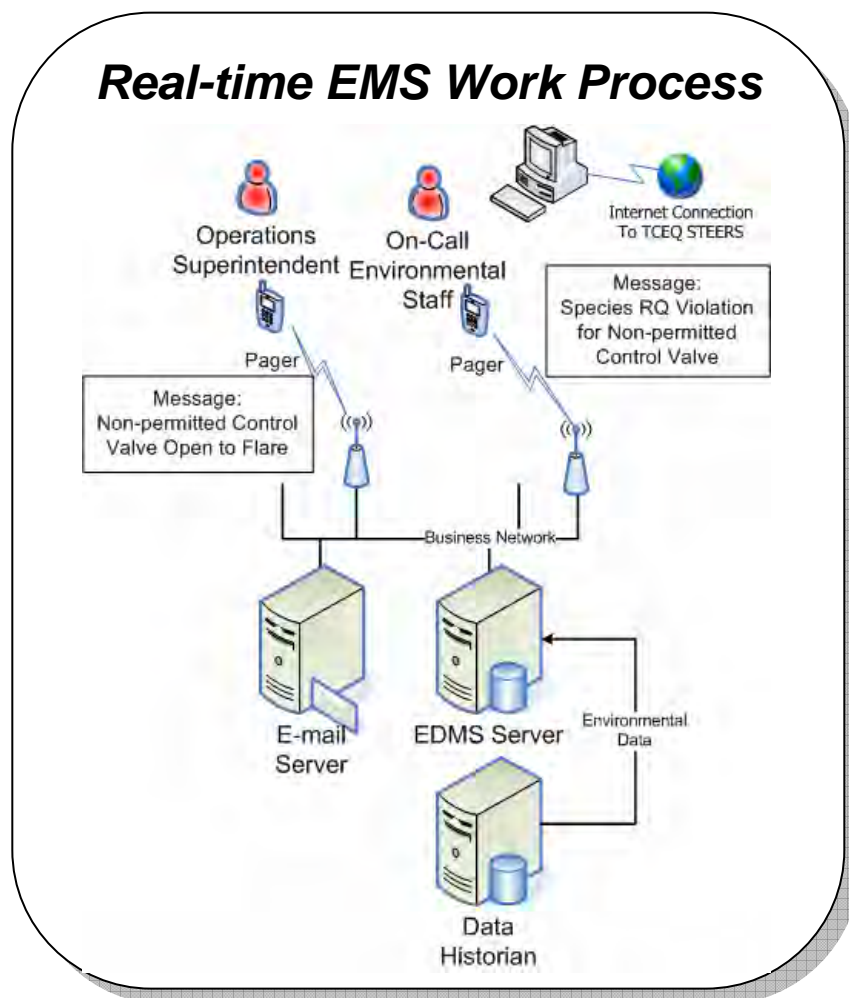 Real-time EMS Work Process
Operations
Superintendent
On-Call
Environmental
Staff
Internet Connection
To TCEQ STEERS
Message:
Species RQ Violation
for Non-permitted
Control Valve
Pager
Pager
Message:
Non-permitted Control
Valve Open to Flare
Business Network
E-mail
Server
EDMS Server
Environmental
Data
Data
Historian